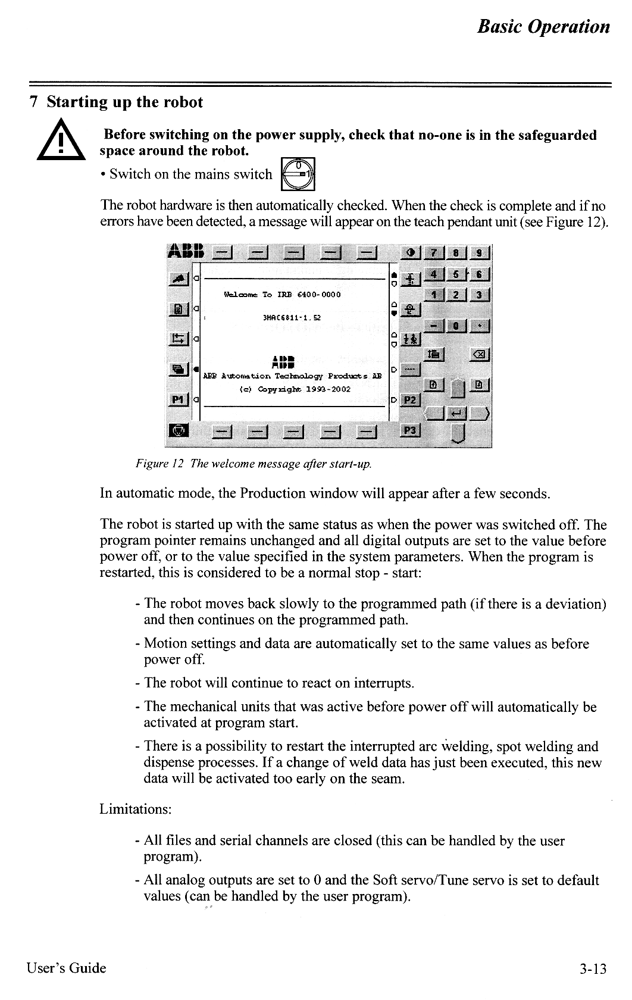 Basic Operation
7 Starting up the robot
Before switching on the power supply, check that no-one is in the safeguarded
space around the robot.
• Switch on the mains switch
0
1
The robot hardware is then automatically checked. When the check is complete and if no
errors have been detected, a message will appear on the teach pendant unit (see Figure 12).
ABB
7 8 9
4 5 6
1 2 3
- 0 .
Welcome To IRB 6400-0000
: 3HAC6811-1.52
ABB
ABB Automation Technology Products AB
(c) Copyright 1993-2002
P1
P2
P3
Figure 12 The welcome message after start-up.
In automatic mode, the Production window will appear after a few seconds.
The robot is started up with the same status as when the power was switched off. The
program pointer remains unchanged and all digital outputs are set to the value before
power off, or to the value specified in the system parameters. When the program is
restarted, this is considered to be a normal stop - start:
- The robot moves back slowly to the programmed path (if there is a deviation)
and then continues on the programmed path.
- Motion settings and data are automatically set to the same values as before
power off.
- The robot will continue to react on interrupts.
- The mechanical units that was active before power off will automatically be
activated at program start.
- There is a possibility to restart the interrupted arc welding, spot welding and
dispense processes. If a change of weld data has just been executed, this new
data will be activated too early on the seam.
Limitations:
- All files and serial channels are closed (this can be handled by the user
program).
- All analog outputs are set to 0 and the Soft servo/Tune servo is set to default
values (can be handled by the user program).
User's Guide
3-13